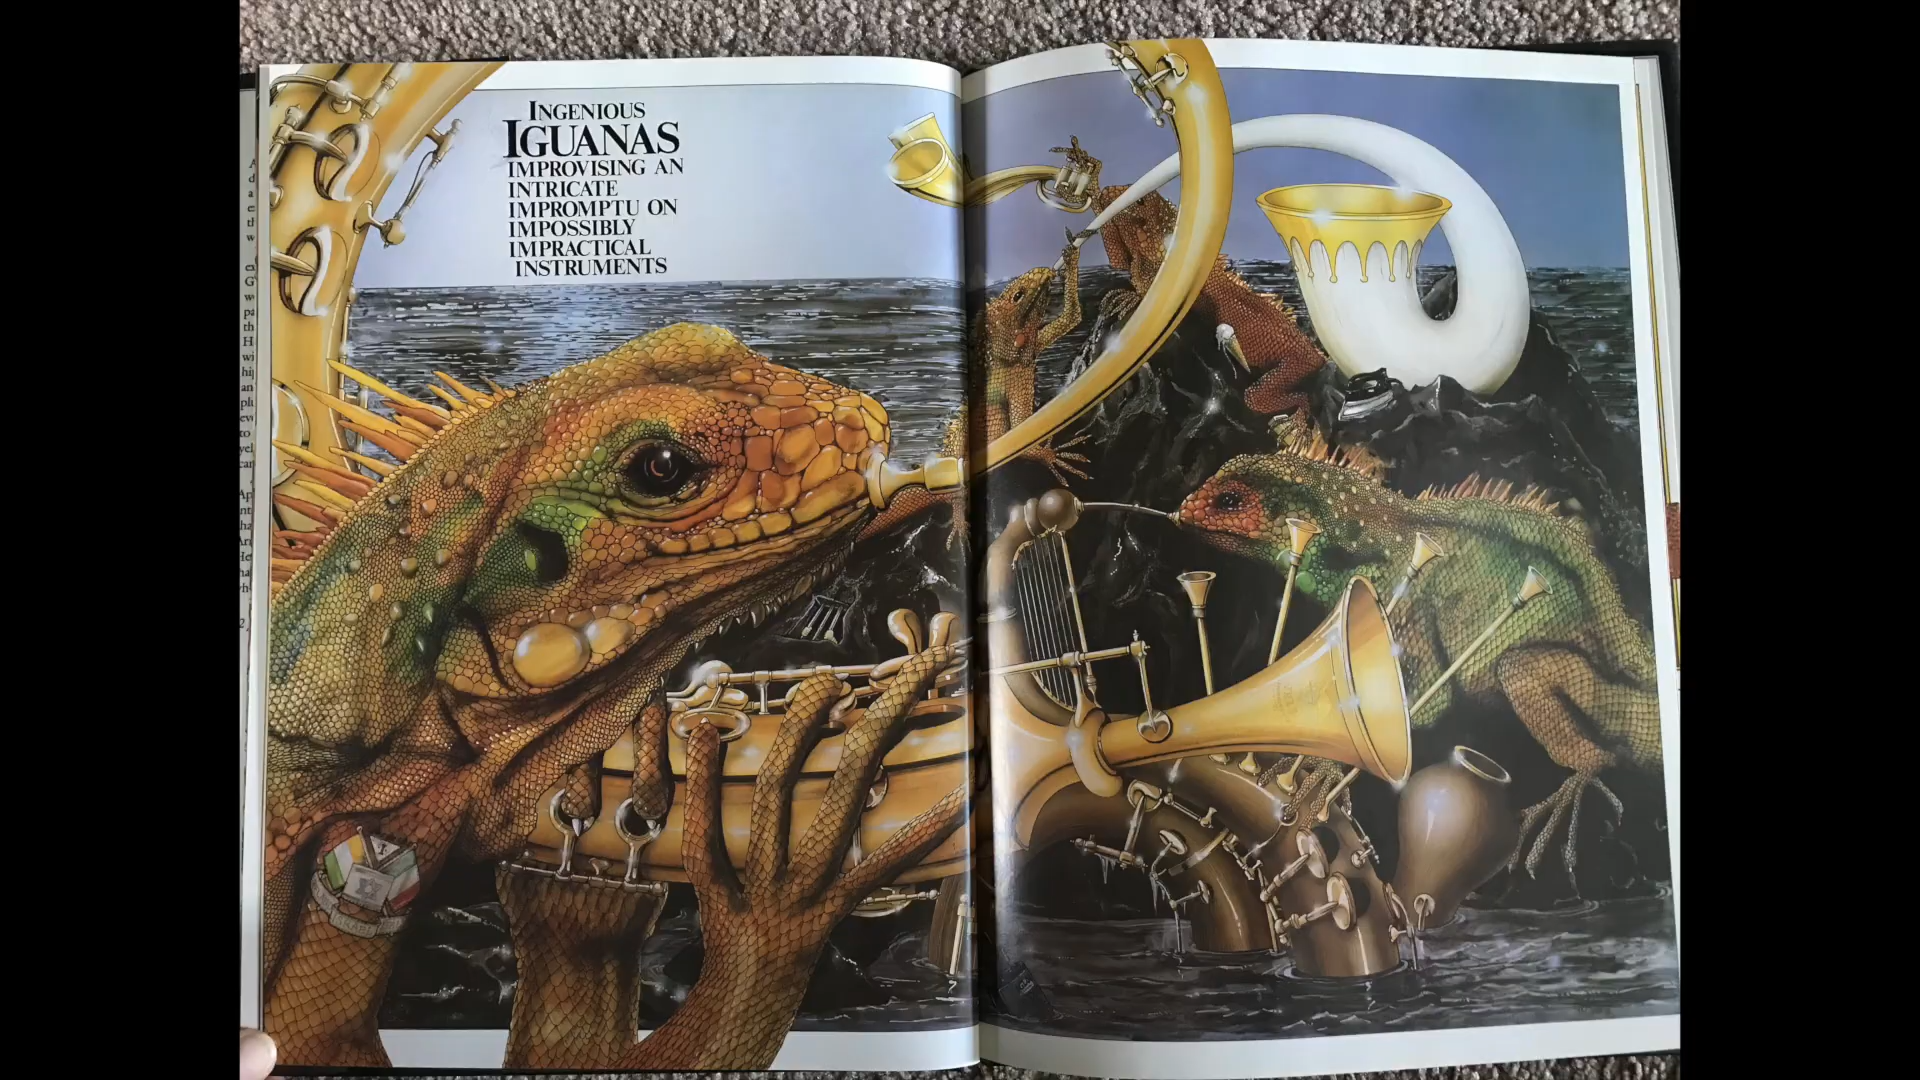 INGENIOUS
IGUANAS
IMPROVISING AN
INTRICATE
IMPROMPTU ON
IMPOSSIBLY
IMPRACTICAL
INSTRUMENTS